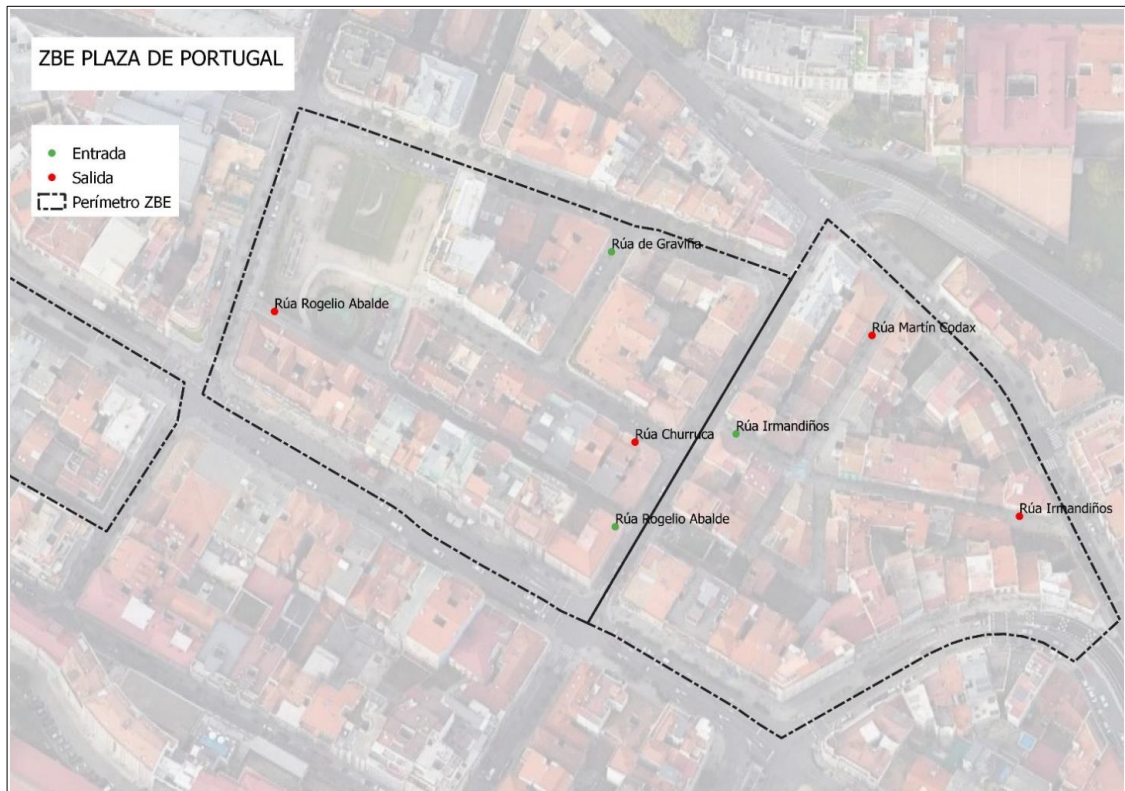 ZBE PLAZA DE PORTUGAL
Entrada
Salida
Perímetro ZBE
Rúa de Graviña
Rúa Rogelio Abalde
Rúa Martín Codax
Rúa Irmandiños
Rúa Churruca
Rúa Irmandiños
Rúa Rogelio Abalde